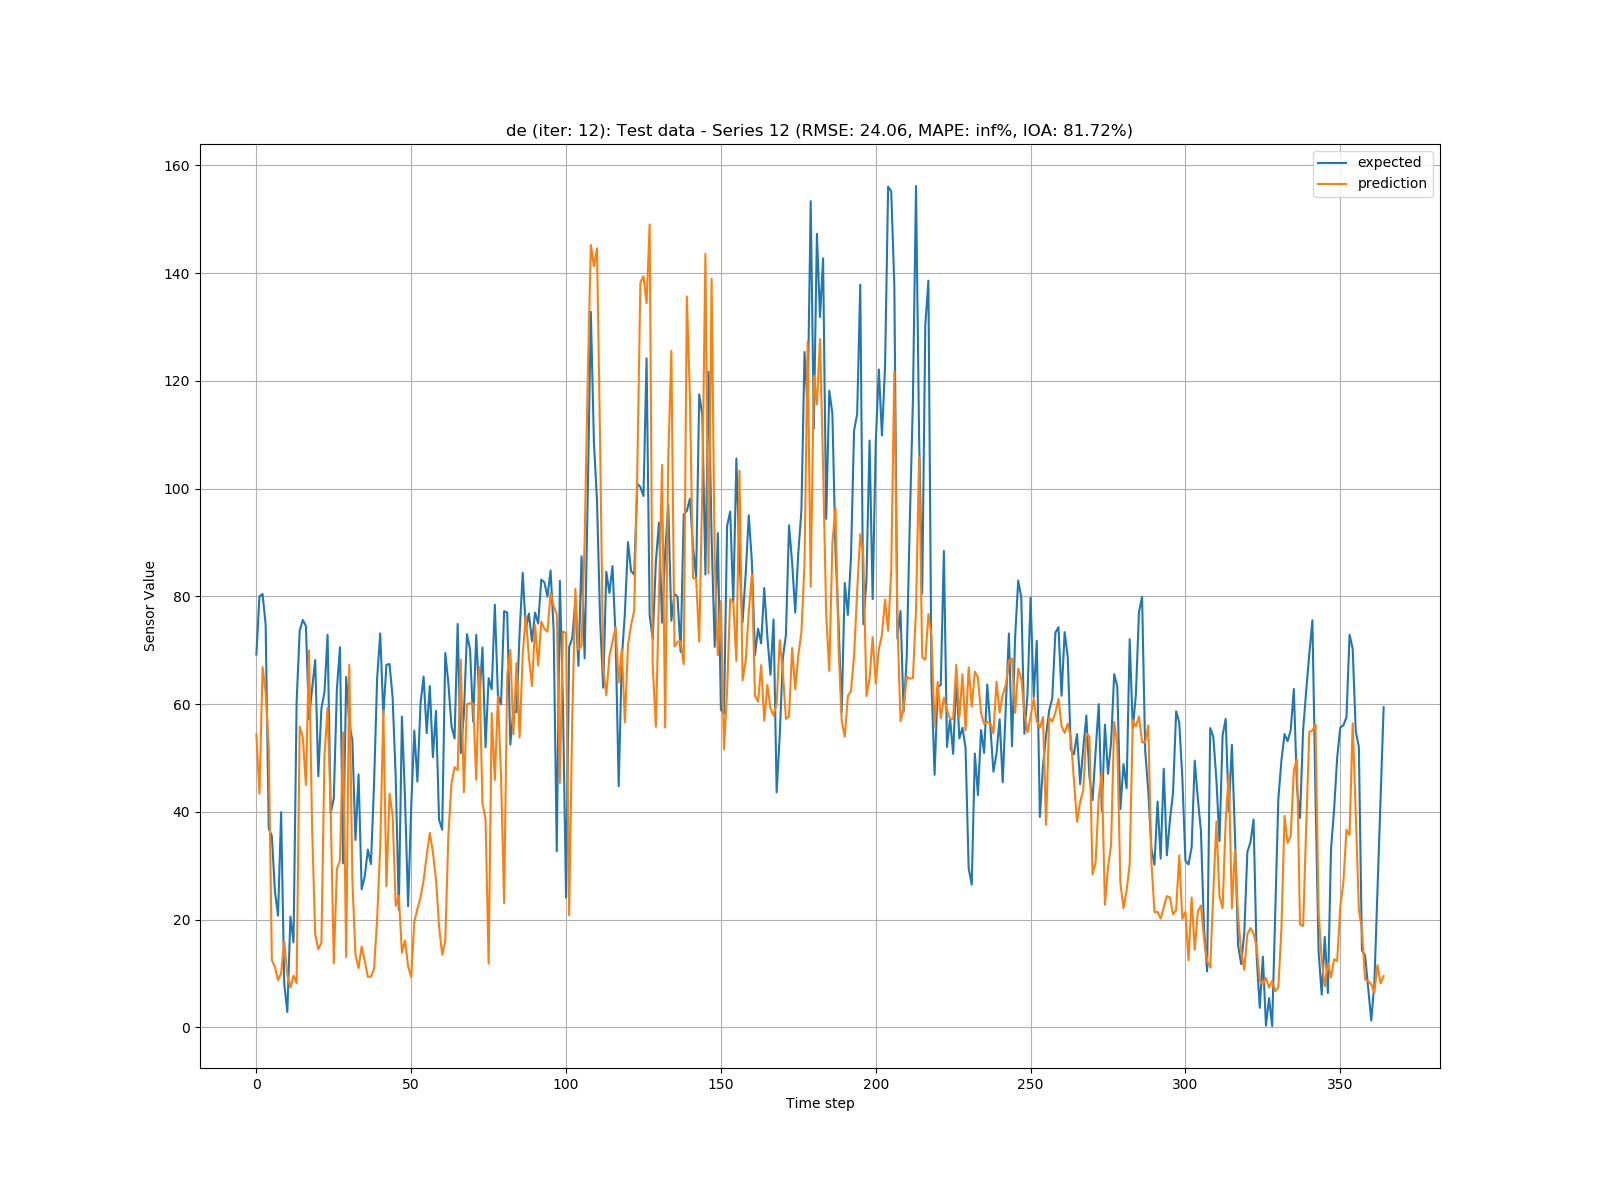 de (iter: 12): Test data - Series 12 (RMSE: 24.06, MAPE: inf%, IOA: 81.72%)
expected
prediction
160
140
120
100
80
60
40
20
0
Sensor Value
0 50 100 150 200 250 300 350
Time step